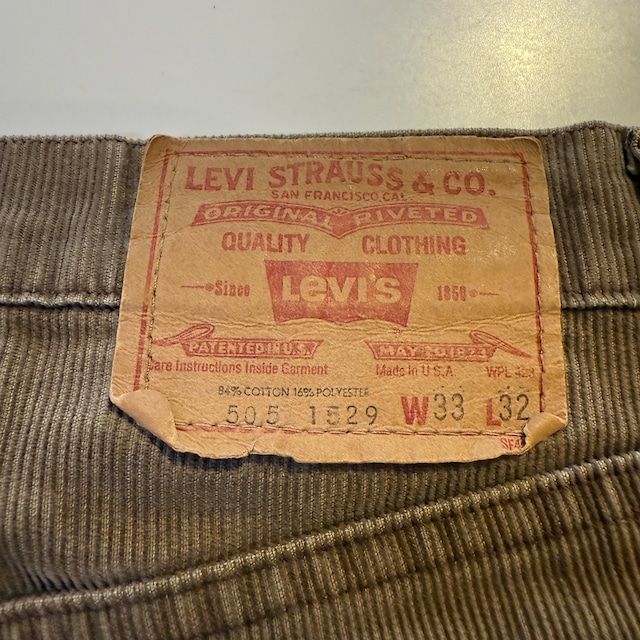 LEVI STRAUSS & CO.
SAN FRANCISCO, CAL.
ORIGINAL RIVETED
QUALITY CLOTHING
Since LEVI'S 1850
PATENTED IN U.S. MAY 20 1873
Care Instructions Inside Garment Made in U.S.A. WPL 423
84% COTTON 16% POLYESTER
505 1529 W33 L32